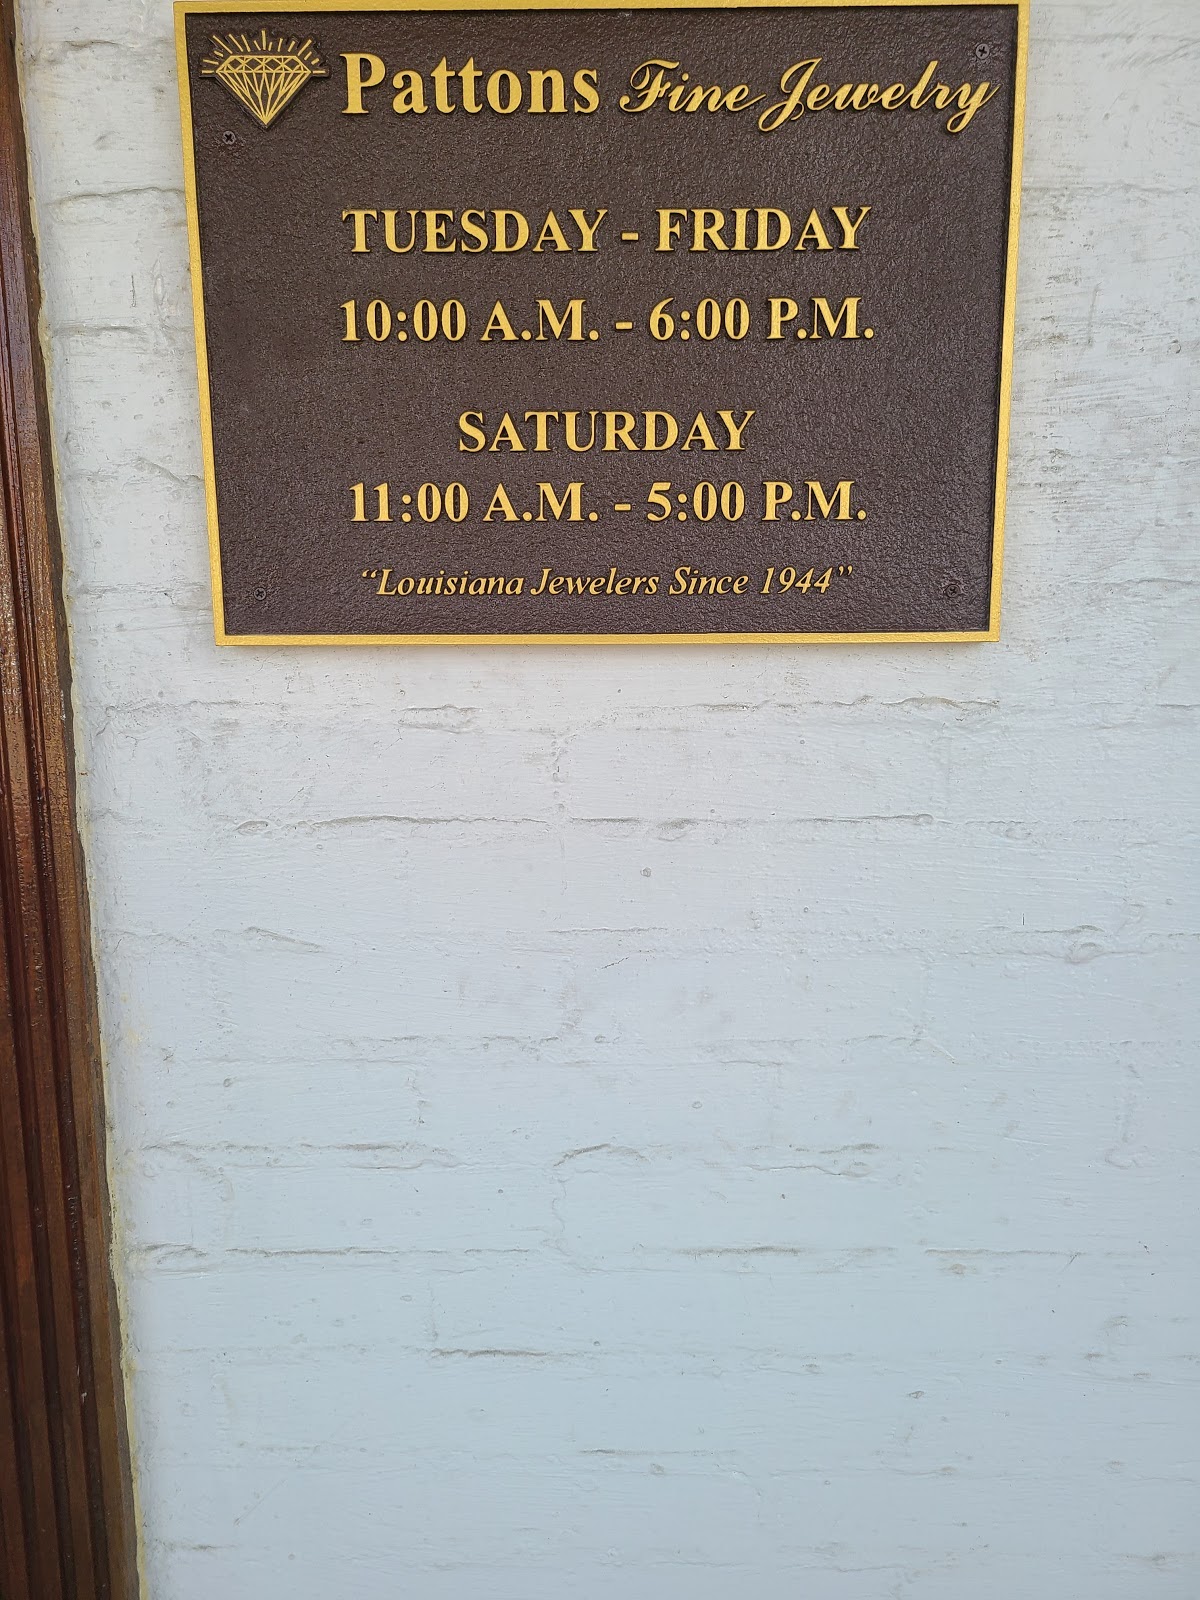 Pattons Fine Jewelry
TUESDAY - FRIDAY
10:00 A.M. - 6:00 P.M.
SATURDAY
11:00 A.M. - 5:00 P.M.
“Louisiana Jewelers Since 1944”